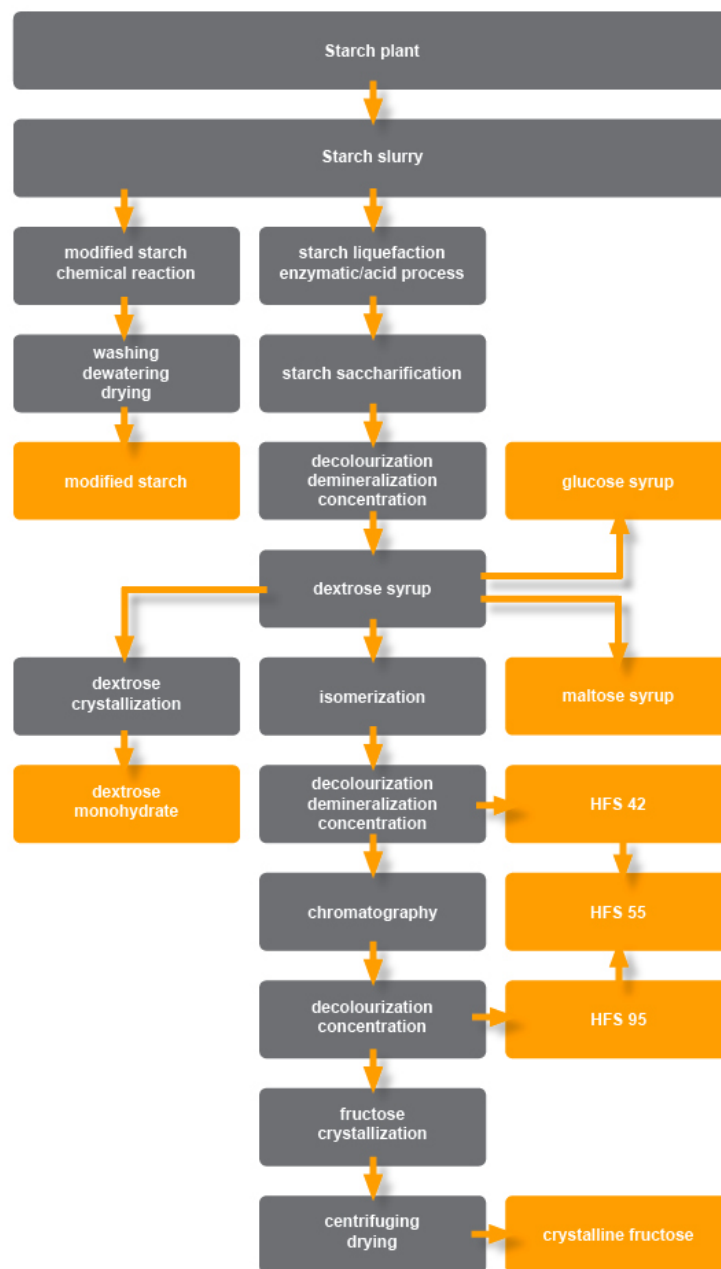 Starch plant
Starch slurry
modified starch
chemical reaction
starch liquefaction
enzymatic/acid process
washing
dewatering
drying
starch saccharification
modified starch
decolourization
demineralization
concentration
glucose syrup
dextrose syrup
dextrose
crystallization
isomerization
maltose syrup
dextrose
monohydrate
decolourization
demineralization
concentration
HFS 42
chromatography
HFS 55
decolourization
concentration
HFS 95
fructose
crystallization
centrifuging
drying
crystalline fructose